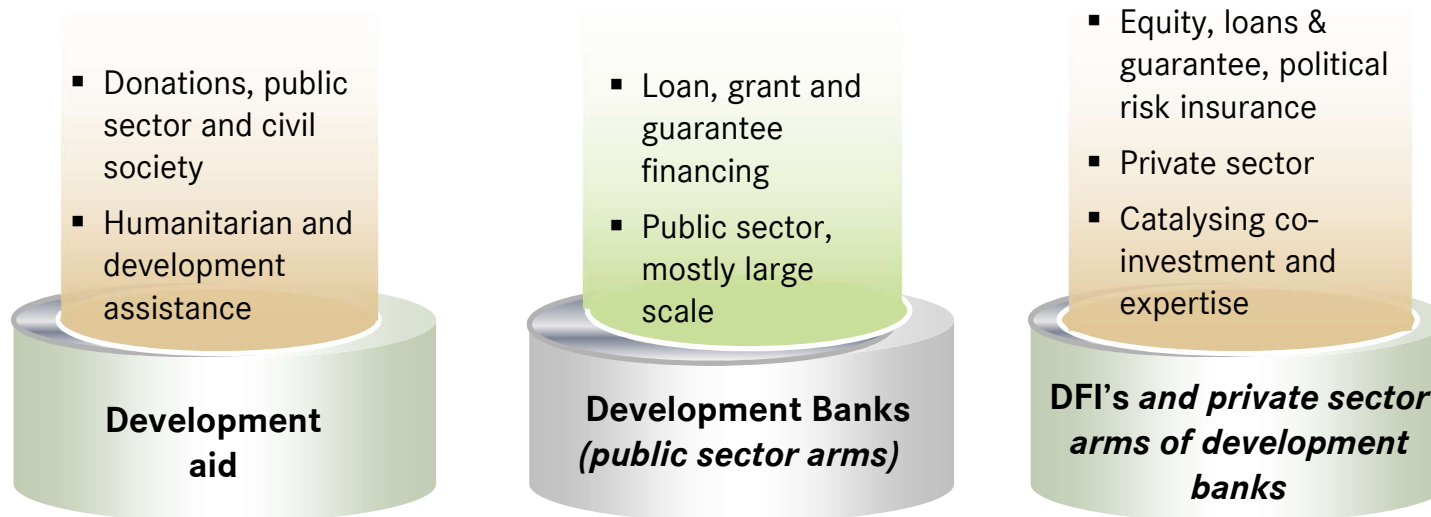 ▪ Donations, public
sector and civil
society
▪ Humanitarian and
development
assistance
Development
aid
▪ Loan, grant and
guarantee
financing
▪ Public sector,
mostly large
scale
Development Banks
(public sector arms)
▪ Equity, loans &
guarantee, political
risk insurance
▪ Private sector
▪ Catalysing co-
investment and
expertise
DFI's and private sector
arms of development
banks